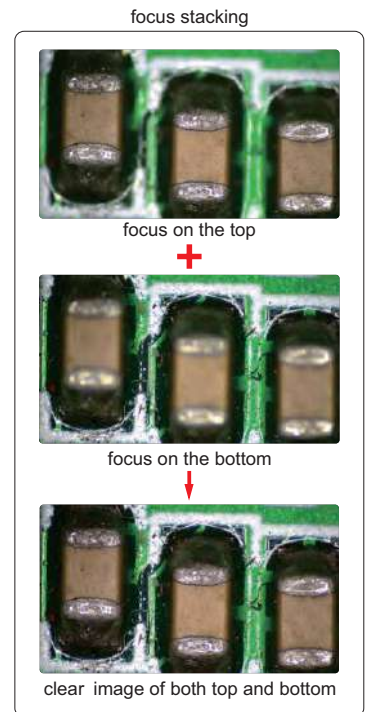 focus stacking
focus on the top
+
focus on the bottom
clear image of both top and bottom